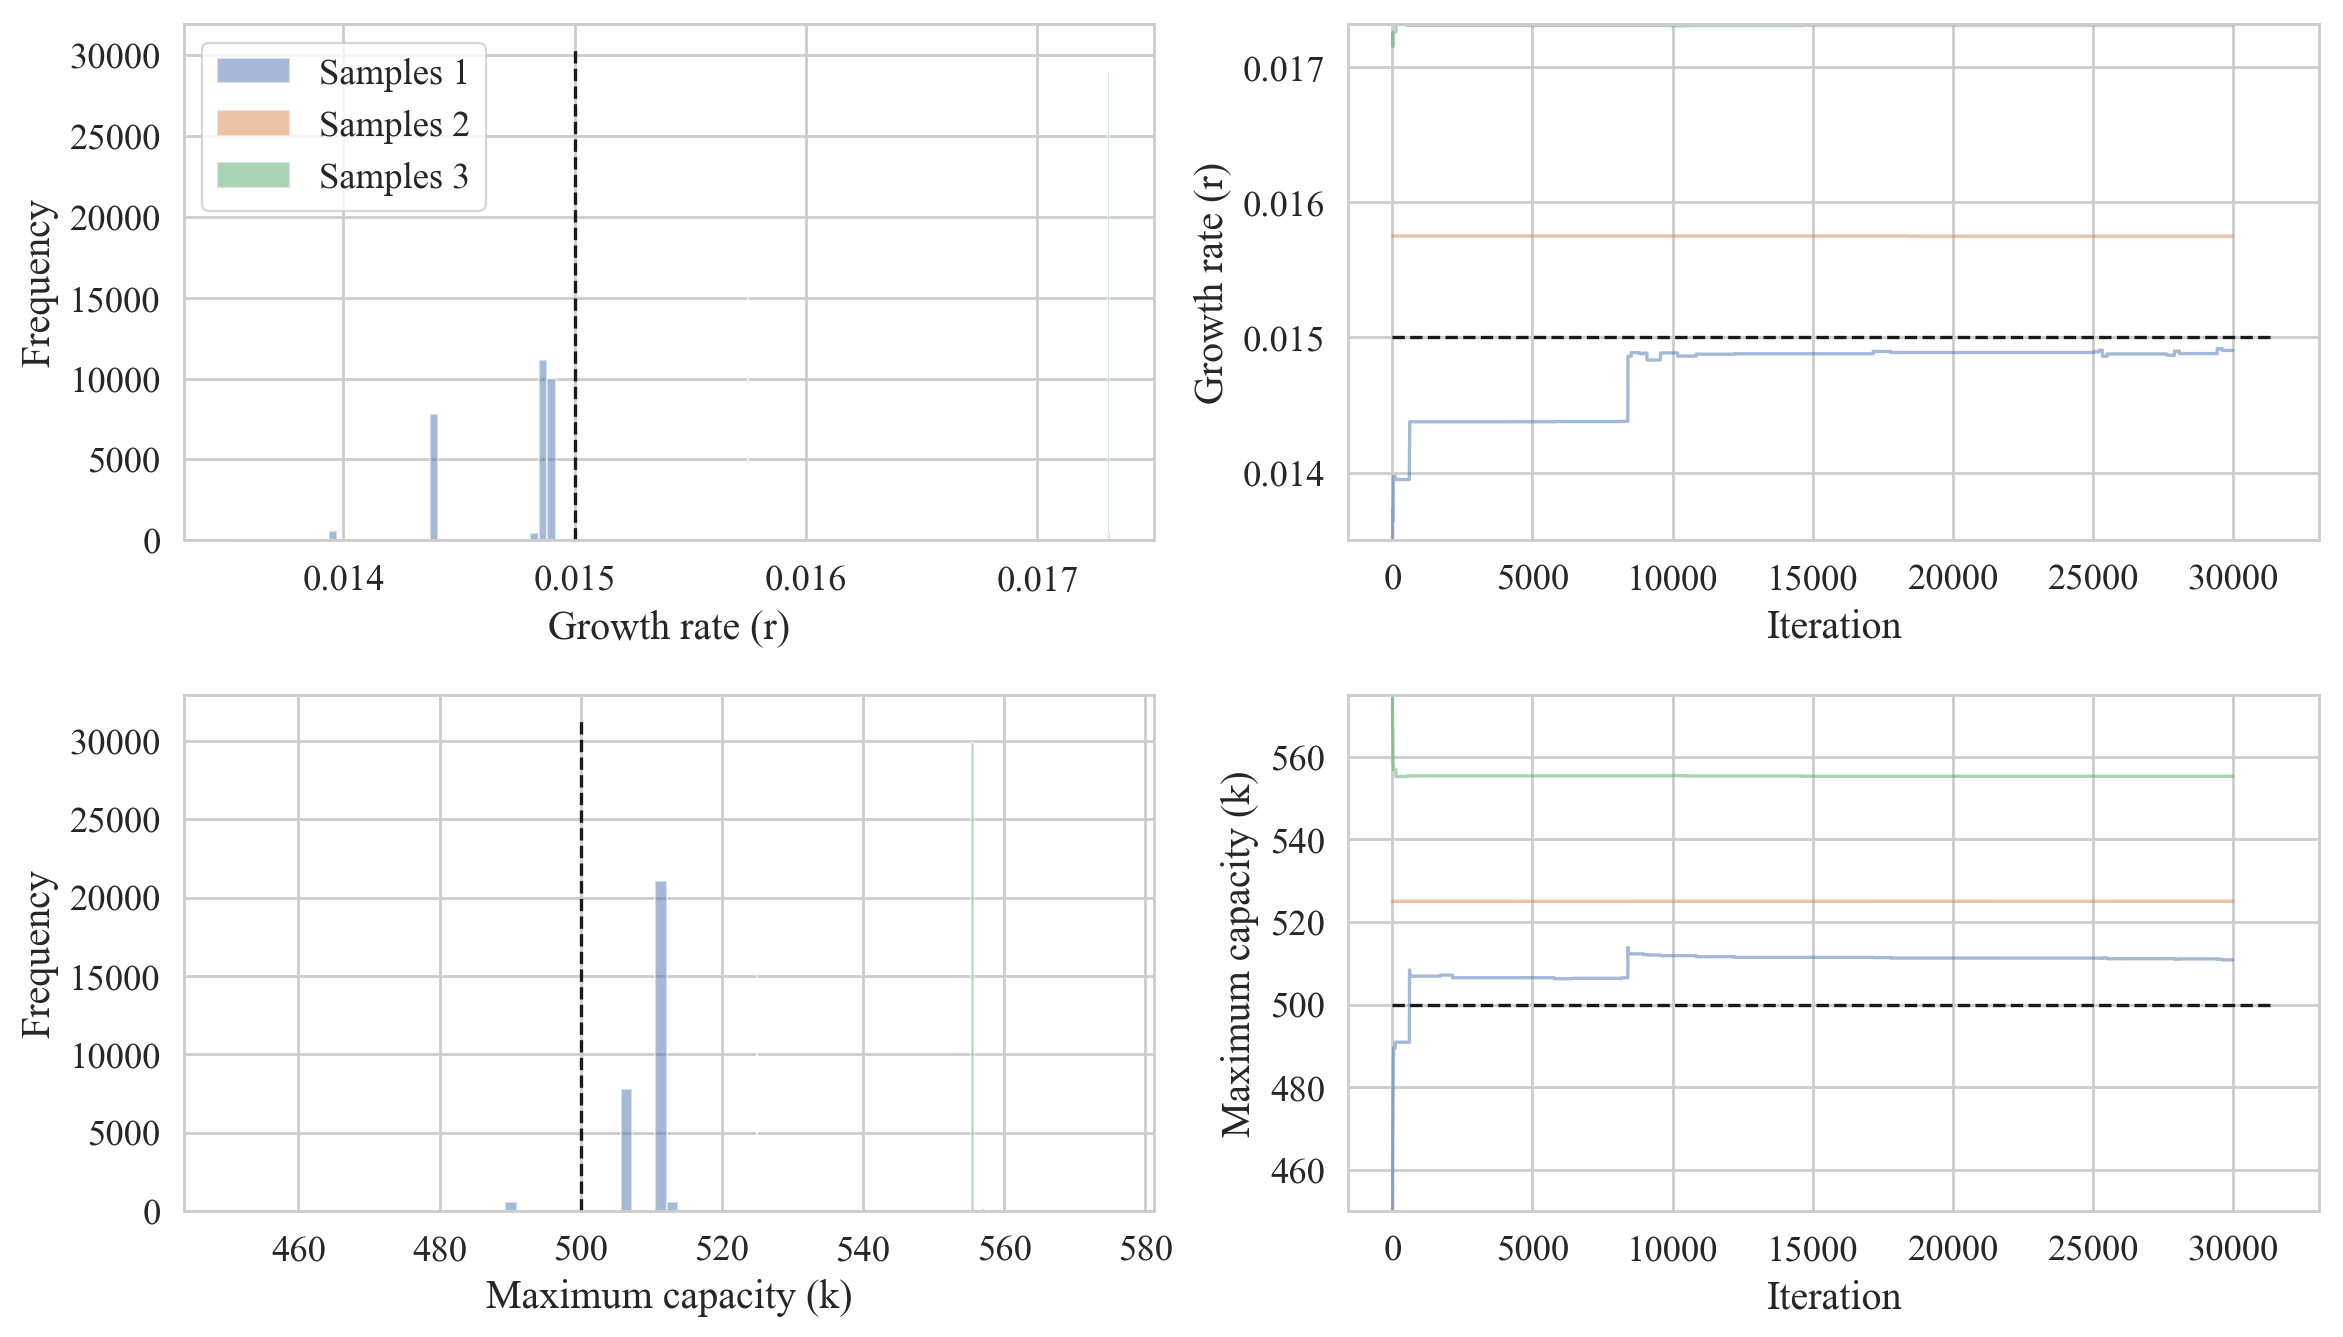 30000
25000
20000
15000
10000
5000
0
Frequency
Samples 1
Samples 2
Samples 3
0.014 0.015 0.016 0.017
Growth rate (r)
0.017
0.016
0.015
0.014
Growth rate (r)
0 5000 10000 15000 20000 25000 30000
Iteration
30000
25000
20000
15000
10000
5000
0
Frequency
460 480 500 520 540 560 580
Maximum capacity (k)
560
540
520
500
480
460
Maximum capacity (k)
0 5000 10000 15000 20000 25000 30000
Iteration